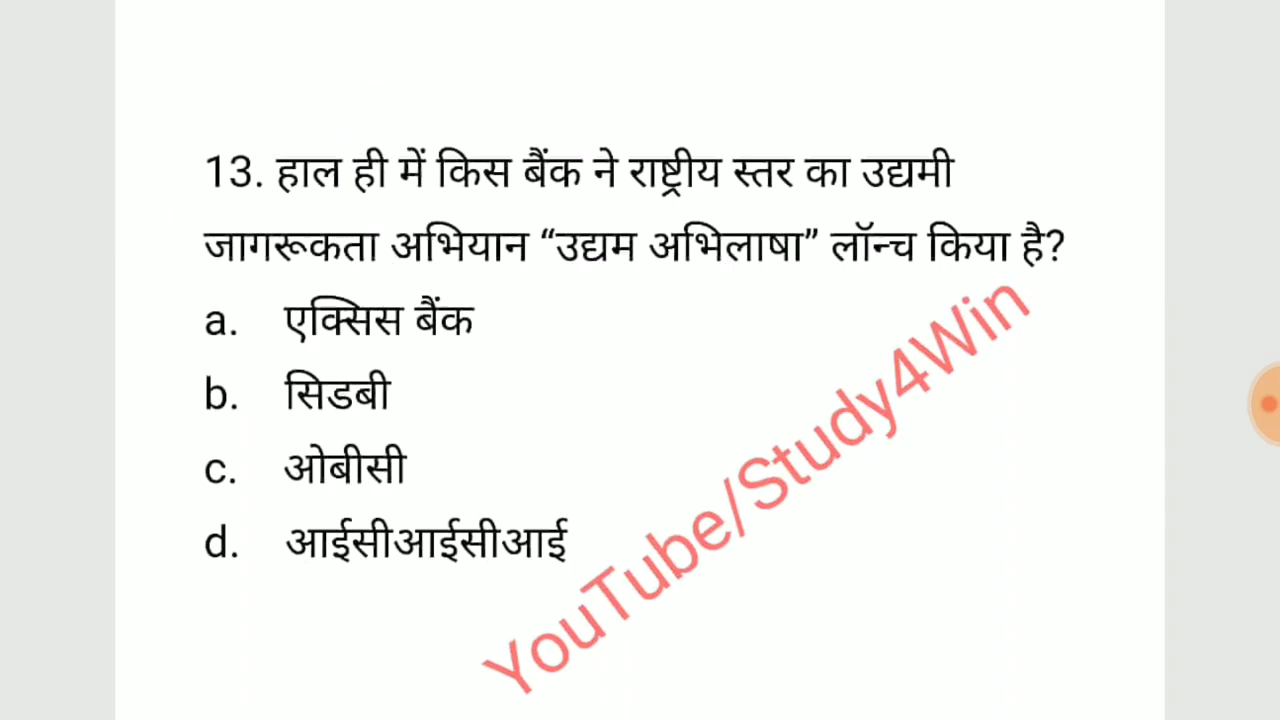 13. हाल ही में किस बैंक ने राष्ट्रीय स्तर का उद्यमी
जागरूकता अभियान “उद्यम अभिलाषा” लॉन्च किया है?
a. एक्सिस बैंक
b. सिडबी
c. ओबीसी
d. आईसीआईसीआई
YouTube/Study4Win